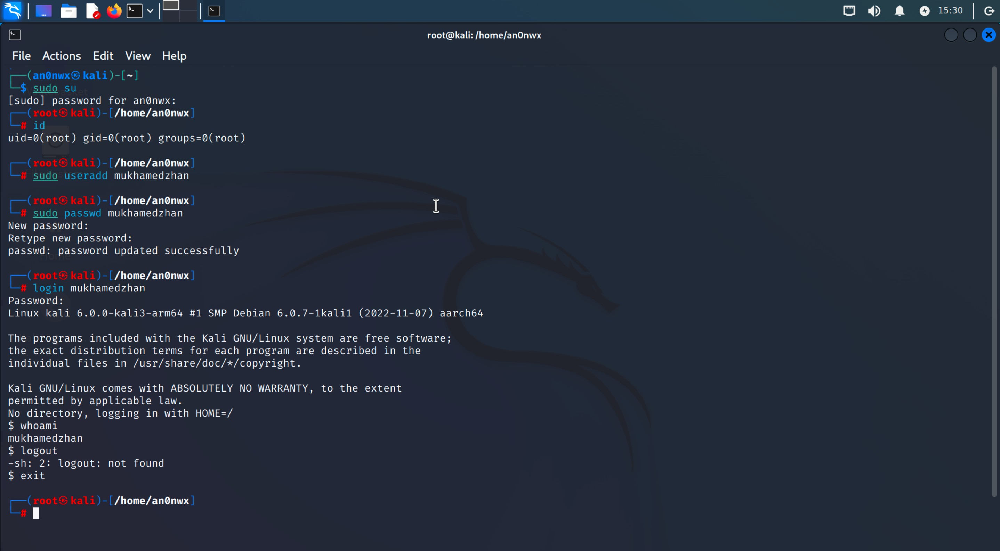 15:30
root@kali: /home/an0nwx
File Actions Edit View Help
(an0nwx㉿kali)-[~]
$ sudo su
[sudo] password for an0nwx:
(root㉿kali)-[/home/an0nwx]
# id
uid=0(root) gid=0(root) groups=0(root)
(root㉿kali)-[/home/an0nwx]
# sudo useradd mukhamedzhan
(root㉿kali)-[/home/an0nwx]
# sudo passwd mukhamedzhan
New password:
Retype new password:
passwd: password updated successfully
(root㉿kali)-[/home/an0nwx]
# login mukhamedzhan
Password:
Linux kali 6.0.0-kali3-arm64 #1 SMP Debian 6.0.7-1kali1 (2022-11-07) aarch64
The programs included with the Kali GNU/Linux system are free software;
the exact distribution terms for each program are described in the
individual files in /usr/share/doc/*/copyright.
Kali GNU/Linux comes with ABSOLUTELY NO WARRANTY, to the extent
permitted by applicable law.
No directory, logging in with HOME=/
$ whoami
mukhamedzhan
$ logout
-sh: 2: logout: not found
$ exit
(root㉿kali)-[/home/an0nwx]
#